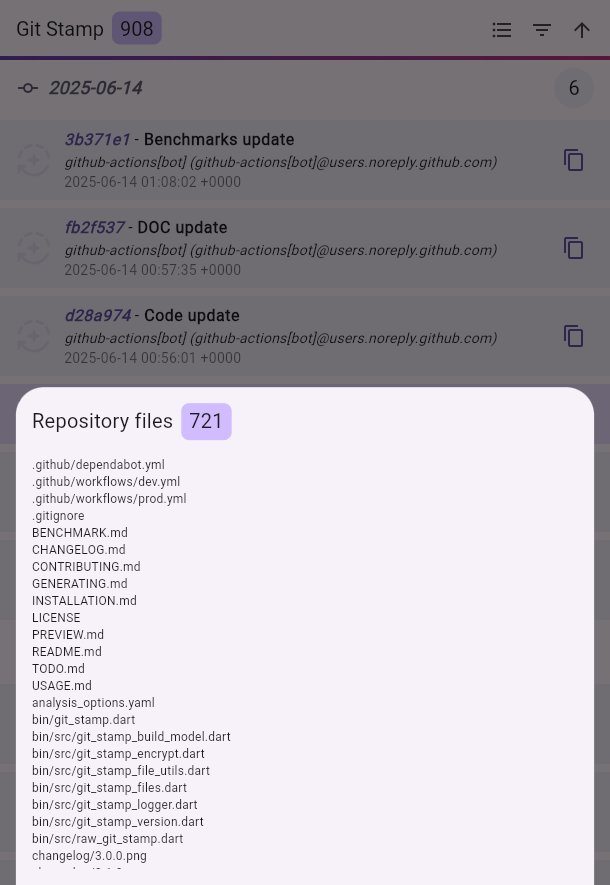 Git Stamp 908
2025-06-14 6
3b371e1 - Benchmarks update
github-actions[bot] (github-actions[bot]@users.noreply.github.com)
2025-06-14 01:08:02 +0000
fb2f537 - DOC update
github-actions[bot] (github-actions[bot]@users.noreply.github.com)
2025-06-14 00:57:35 +0000
d28a974 - Code update
github-actions[bot] (github-actions[bot]@users.noreply.github.com)
2025-06-14 00:56:01 +0000
Repository files 721
.github/dependabot.yml
.github/workflows/dev.yml
.github/workflows/prod.yml
.gitignore
BENCHMARK.md
CHANGELOG.md
CONTRIBUTING.md
GENERATING.md
INSTALLATION.md
LICENSE
PREVIEW.md
README.md
TODO.md
USAGE.md
analysis_options.yaml
bin/git_stamp.dart
bin/src/git_stamp_build_model.dart
bin/src/git_stamp_encrypt.dart
bin/src/git_stamp_file_utils.dart
bin/src/git_stamp_files.dart
bin/src/git_stamp_logger.dart
bin/src/git_stamp_version.dart
bin/src/raw_git_stamp.dart
changelog/3.0.0.png